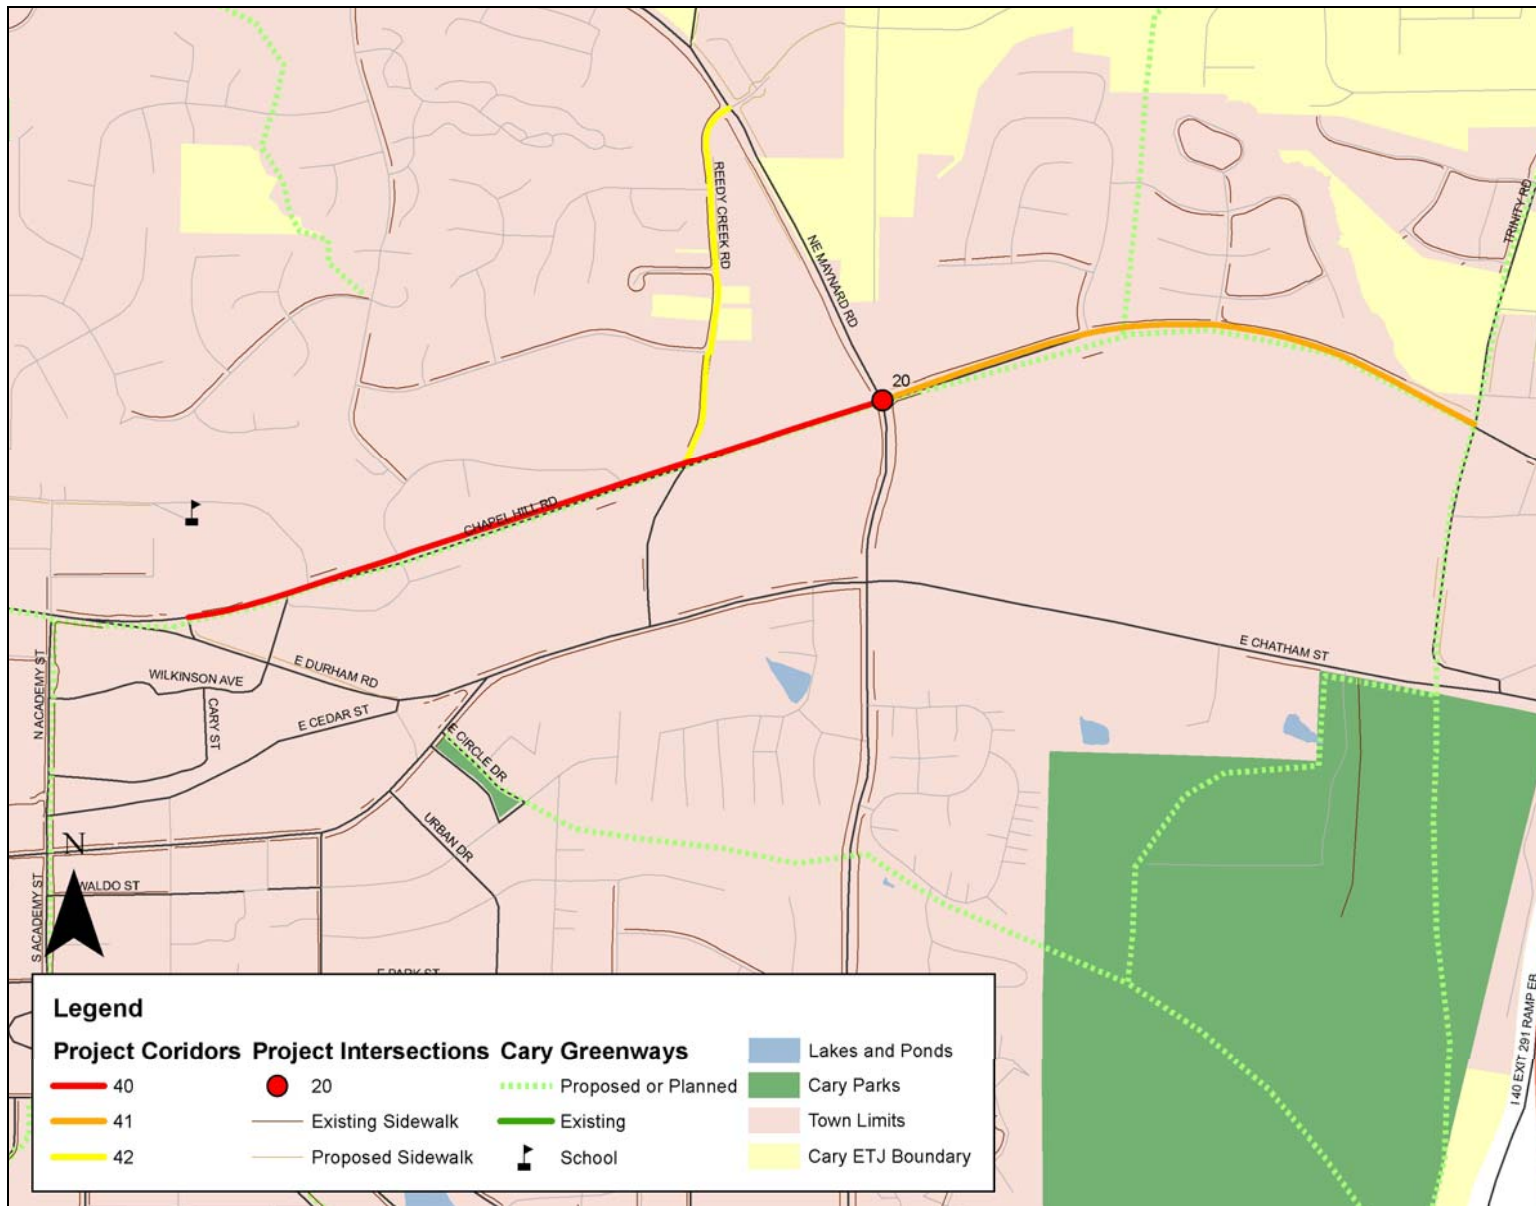 REEDY CREEK RD
NE MAYNARD RD
TRINITY RD
20
CHAPEL HILL RD
E CHATHAM ST
N ACADEMY ST
WILKINSON AVE
E DURHAM RD
CARY ST
E CEDAR ST
E CIRCLE DR
URBAN DR
N
WALDO ST
S ACADEMY ST
E PARK ST
I 40 EXIT 291 RAMP EB
Legend
Project Coridors
40
41
42
Project Intersections
20
Existing Sidewalk
Proposed Sidewalk
Cary Greenways
Proposed or Planned
Existing
School
Lakes and Ponds
Cary Parks
Town Limits
Cary ETJ Boundary